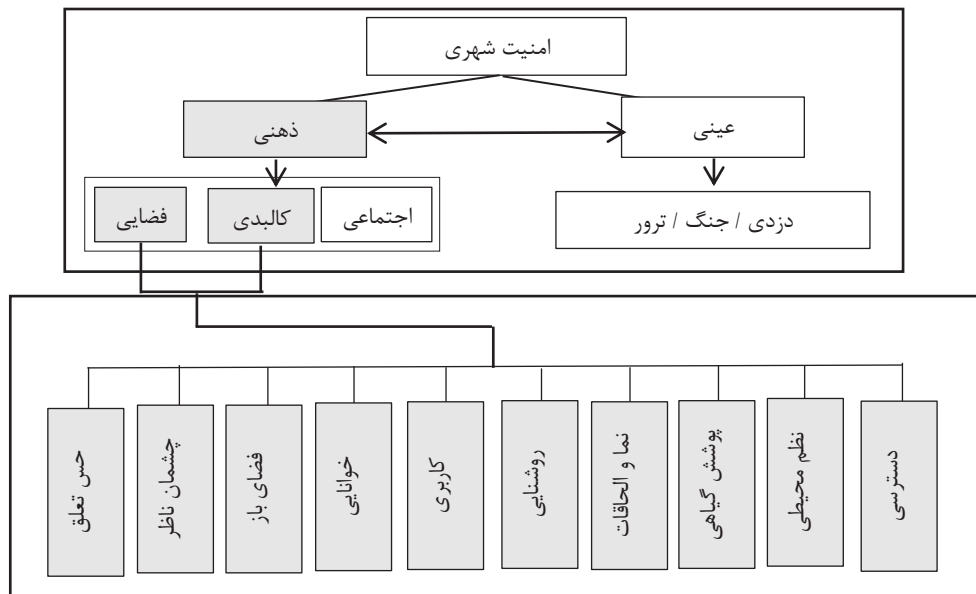 امنیت شهری
عینی
ذهنی
دزدی / جنگ / ترور
اجتماعی
کالبدی
فضایی
دسترسی
نظم محیطی
پوشش گیاهی
نما و الحاقات
روشنایی
کاربری
خوانایی
فضای باز
چشمان ناظر
حس تعلق